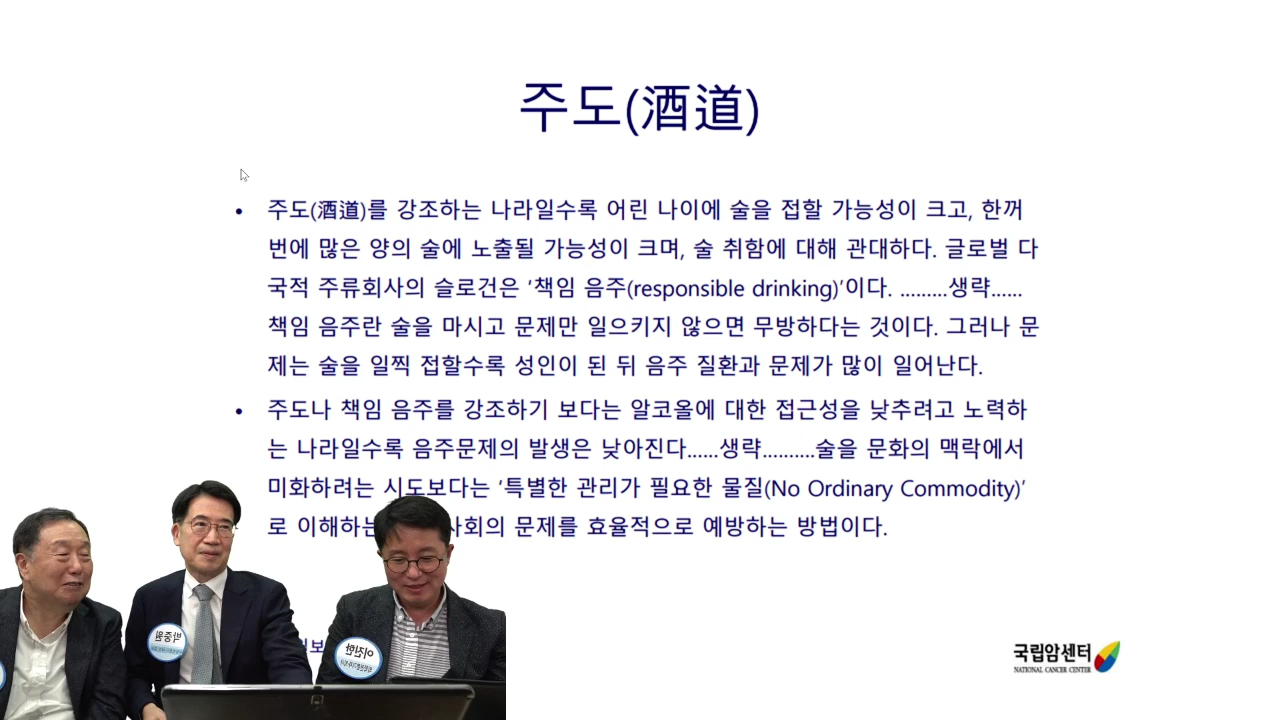 주도(酒道)
• 주도(酒道)를 강조하는 나라일수록 어린 나이에 술을 접할 가능성이 크고, 한꺼
번에 많은 양의 술에 노출될 가능성이 크며, 술 취함에 대해 관대하다. 글로벌 다
국적 주류회사의 슬로건은 ‘책임 음주(responsible drinking)’이다. .........생략......
책임 음주란 술을 마시고 문제만 일으키지 않으면 무방하다는 것이다. 그러나 문
제는 술을 일찍 접할수록 성인이 된 뒤 음주 질환과 문제가 많이 일어난다.
• 주도나 책임 음주를 강조하기 보다는 알코올에 대한 접근성을 낮추려고 노력하
는 나라일수록 음주문제의 발생은 낮아진다......생략..........술을 문화의 맥락에서
미화하려는 시도보다는 ‘특별한 관리가 필요한 물질(No Ordinary Commodity)’
로 이해하는 사회의 문제를 효율적으로 예방하는 방법이다.
박중원
이진한
국립암센터
NATIONAL CANCER CENTER